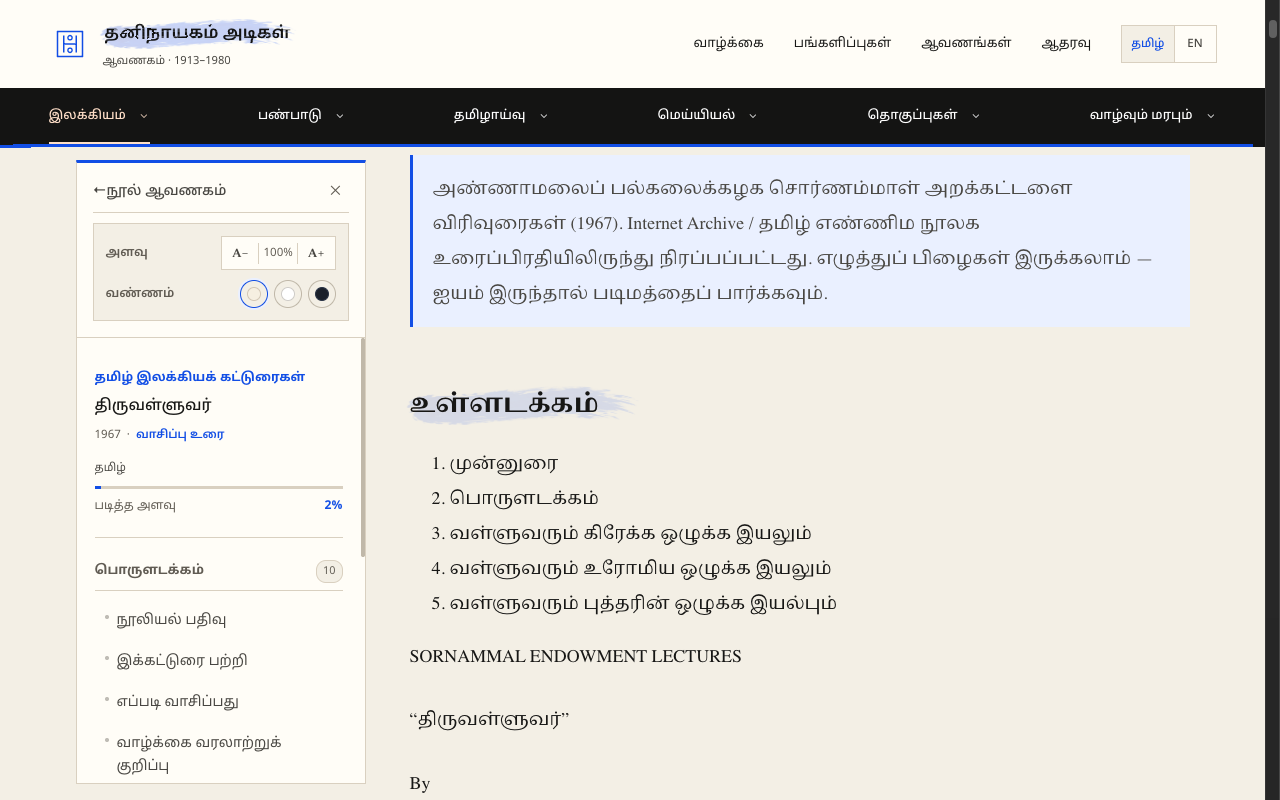 தனிநாயகம் அடிகள்
ஆவணகம் · 1913–1980
வாழ்க்கை பங்களிப்புகள் ஆவணங்கள் ஆதரவு தமிழ் EN
இலக்கியம் பண்பாடு தமிழாய்வு மெய்யியல் தொகுப்புகள் வாழ்வும் மரபும்
←நூல் ஆவணகம் ×
அளவு A− 100% A+
வண்ணம்
தமிழ் இலக்கியக் கட்டுரைகள்
திருவள்ளுவர்
1967 · வாசிப்பு உரை
தமிழ்
படித்த அளவு 2%
பொருளடக்கம் 10
நூலியல் பதிவு
இக்கட்டுரை பற்றி
எப்படி வாசிப்பது
வாழ்க்கை வரலாற்றுக்
குறிப்பு
அண்ணாமலைப் பல்கலைக்கழக சொர்ணம்மாள் அறக்கட்டளை
விரிவுரைகள் (1967). Internet Archive / தமிழ் எண்ணிம நூலக
உரைப்பிரதியிலிருந்து நிரப்பப்பட்டது. எழுத்துப் பிழைகள் இருக்கலாம் —
ஐயம் இருந்தால் படிமத்தைப் பார்க்கவும்.
உள்ளடக்கம்
1. முன்னுரை
2. பொருளடக்கம்
3. வள்ளுவரும் கிரேக்க ஒழுக்க இயலும்
4. வள்ளுவரும் உரோமிய ஒழுக்க இயலும்
5. வள்ளுவரும் புத்தரின் ஒழுக்க இயல்பும்
SORNAMMAL ENDOWMENT LECTURES
“திருவள்ளுவர்”
By